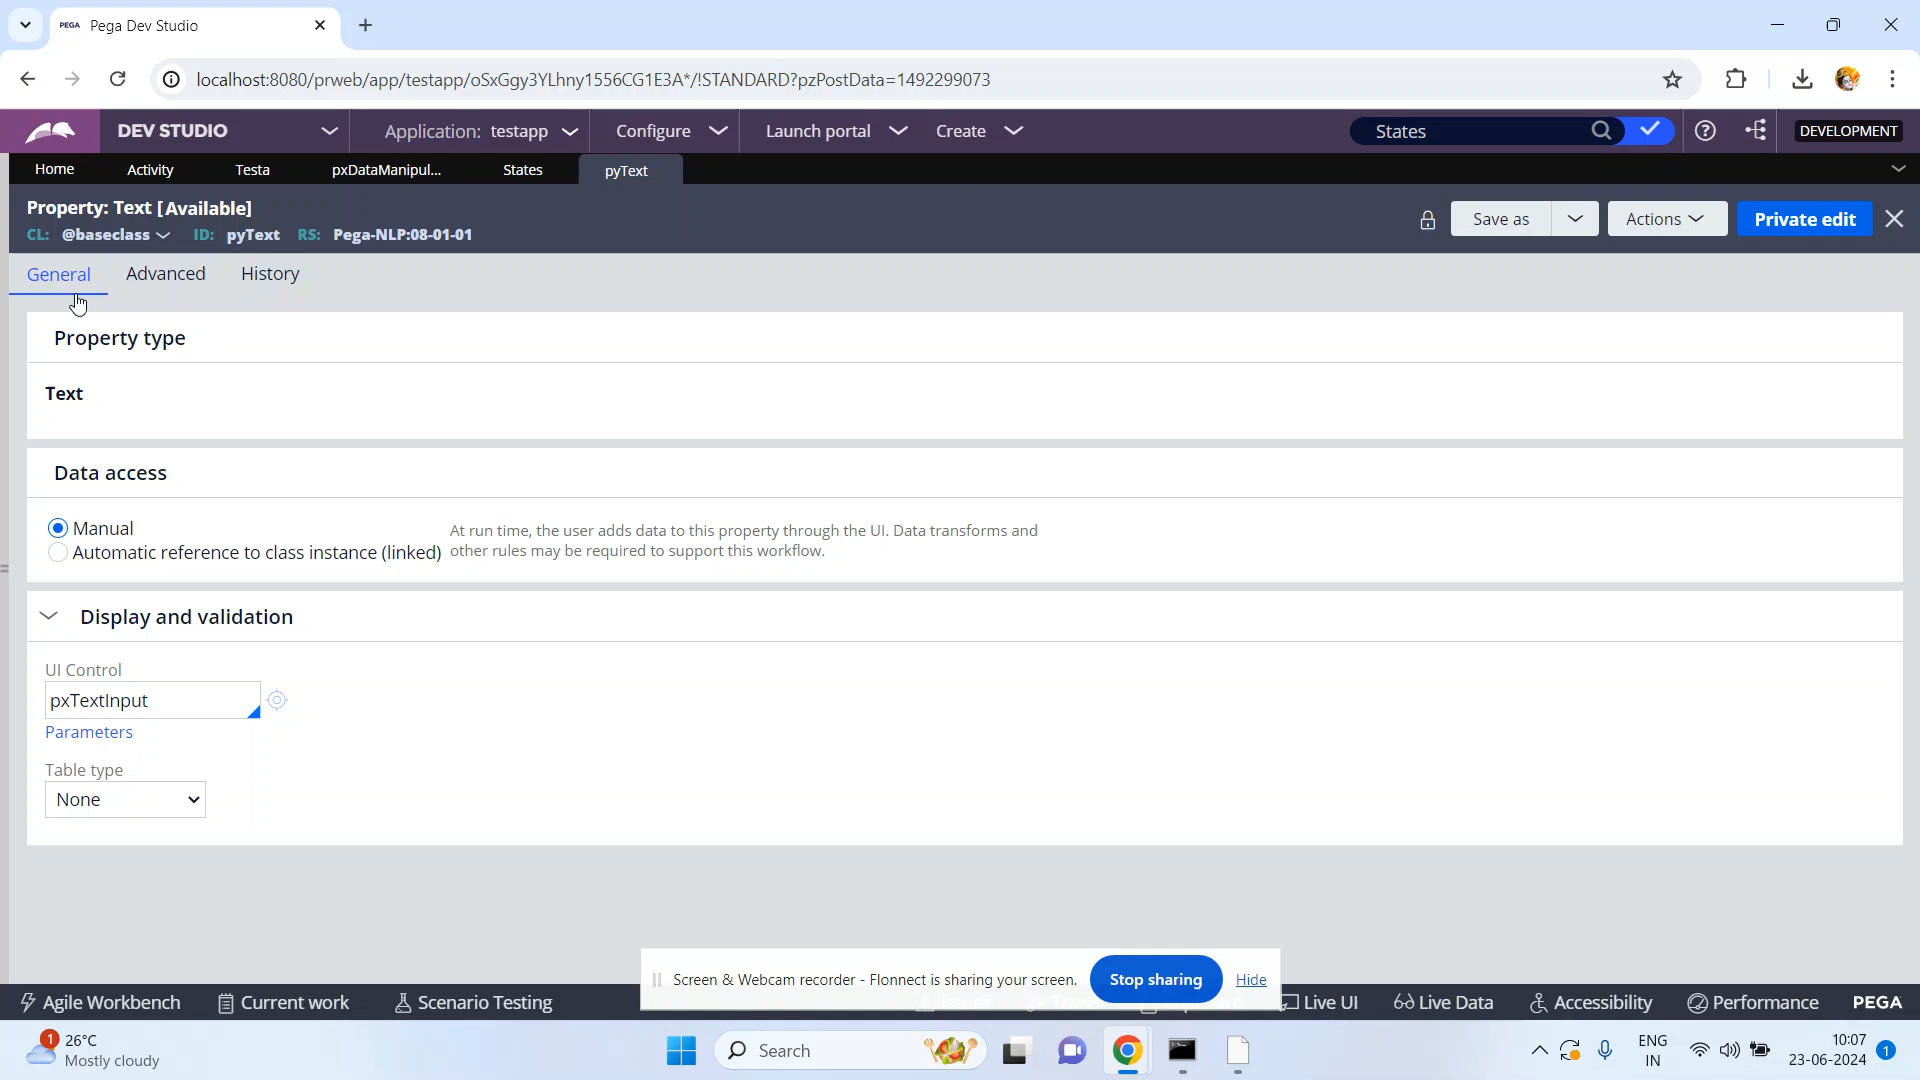 PEGA Pega Dev Studio
localhost:8080/prweb/app/testapp/oSxGgy3YLhny1556CG1E3A*/!STANDARD?pzPostData=1492299073
DEV STUDIO Application: testapp Configure Launch portal Create States DEVELOPMENT
Home Activity Testa pxDataManipul... States pyText
Property: Text [Available]
CL: @baseclass ID: pyText RS: Pega-NLP:08-01-01
Save as Actions Private edit
General Advanced History
Property type
Text
Data access
Manual
Automatic reference to class instance (linked)
At run time, the user adds data to this property through the UI. Data transforms and
other rules may be required to support this workflow.
Display and validation
UI Control
pxTextInput
Parameters
Table type
None
Screen & Webcam recorder - Flonnect is sharing your screen. Stop sharing Hide
Agile Workbench Current work Scenario Testing Live UI Live Data Accessibility Performance PEGA
1 26°C
Mostly cloudy
Search
ENG
IN
10:07
23-06-2024
1